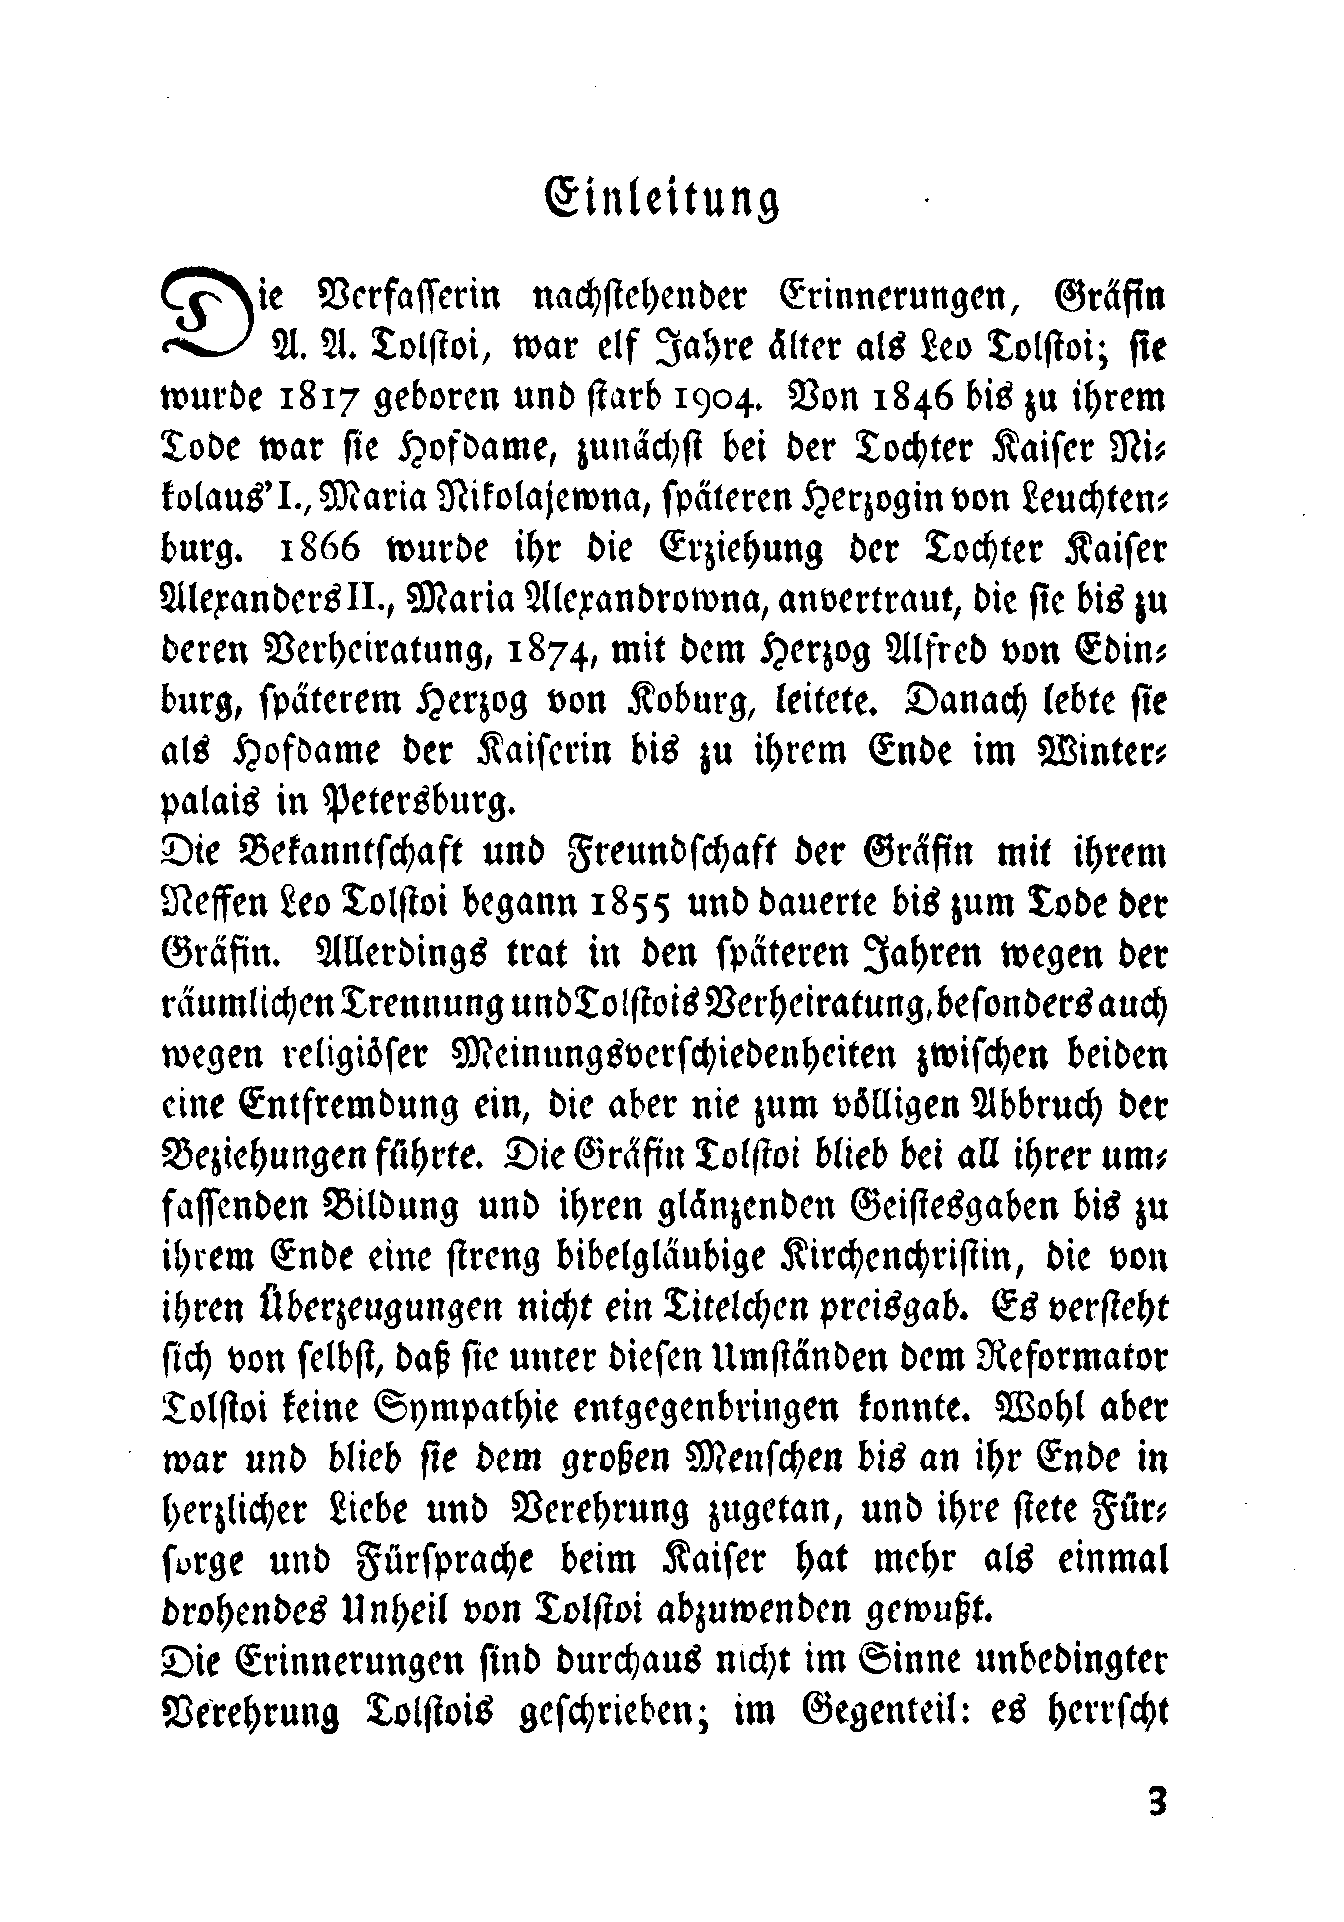 Einleitung
Die Verfasserin nachstehender Erinnerungen, Gräfin
A. A. Tolstoi, war elf Jahre älter als Leo Tolstoi; sie
wurde 1817 geboren und starb 1904. Von 1846 bis zu ihrem
Tode war sie Hofdame, zunächst bei der Tochter Kaiser Ni-
kolaus' I., Maria Nikolajewna, späteren Herzogin von Leuchten-
burg. 1866 wurde ihr die Erziehung der Tochter Kaiser
Alexanders II., Maria Alexandrowna, anvertraut, die sie bis zu
deren Verheiratung, 1874, mit dem Herzog Alfred von Edin-
burg, späterem Herzog von Koburg, leitete. Danach lebte sie
als Hofdame der Kaiserin bis zu ihrem Ende im Winter-
palais in Petersburg.
Die Bekanntschaft und Freundschaft der Gräfin mit ihrem
Neffen Leo Tolstoi begann 1855 und dauerte bis zum Tode der
Gräfin. Allerdings trat in den späteren Jahren wegen der
räumlichen Trennung und Tolstois Verheiratung, besonders auch
wegen religiöser Meinungsverschiedenheiten zwischen beiden
eine Entfremdung ein, die aber nie zum völligen Abbruch der
Beziehungen führte. Die Gräfin Tolstoi blieb bei all ihrer um-
fassenden Bildung und ihren glänzenden Geistesgaben bis zu
ihrem Ende eine streng bibelgläubige Kirchenchristin, die von
ihren Überzeugungen nicht ein Titelchen preisgab. Es versteht
sich von selbst, daß sie unter diesen Umständen dem Reformator
Tolstoi keine Sympathie entgegenbringen konnte. Wohl aber
war und blieb sie dem großen Menschen bis an ihr Ende in
herzlicher Liebe und Verehrung zugetan, und ihre stete Für-
sorge und Fürsprache beim Kaiser hat mehr als einmal
drohendes Unheil von Tolstoi abzuwenden gewußt.
Die Erinnerungen sind durchaus nicht im Sinne unbedingter
Verehrung Tolstois geschrieben; im Gegenteil: es herrscht
3